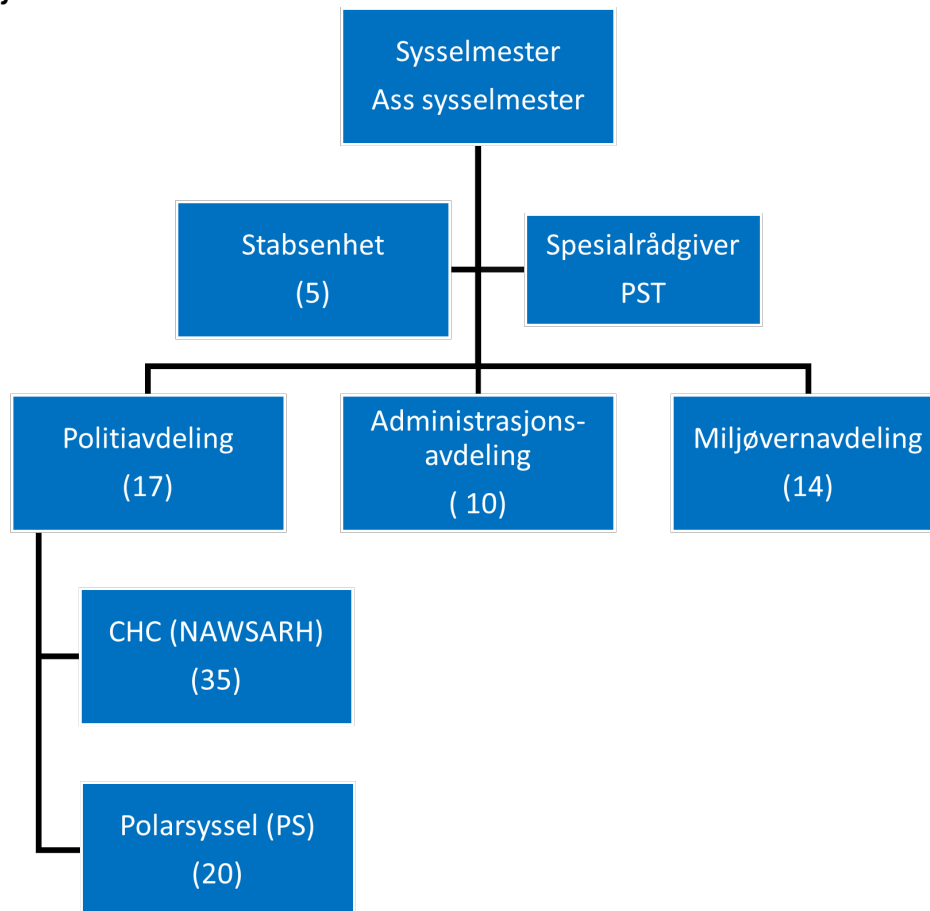 Sysselmester
Ass sysselmester
Stabsenhet
(5)
Spesialrådgiver
PST
Politiavdeling
(17)
Administrasjons-
avdeling
( 10)
Miljøvernavdeling
(14)
CHC (NAWSARH)
(35)
Polarsyssel (PS)
(20)